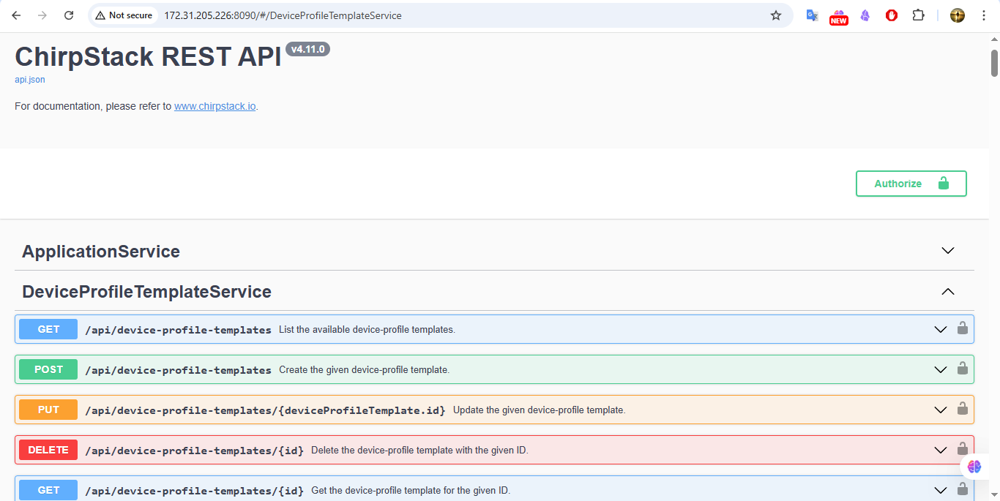 Not secure 172.31.205.226:8090/#/DeviceProfileTemplateService
NEW
ChirpStack REST API v4.11.0
api.json
For documentation, please refer to www.chirpstack.io.
Authorize
ApplicationService
DeviceProfileTemplateService
GET /api/device-profile-templates List the available device-profile templates.
POST /api/device-profile-templates Create the given device-profile template.
PUT /api/device-profile-templates/{deviceProfileTemplate.id} Update the given device-profile template.
DELETE /api/device-profile-templates/{id} Delete the device-profile template with the given ID.
GET /api/device-profile-templates/{id} Get the device-profile template for the given ID.